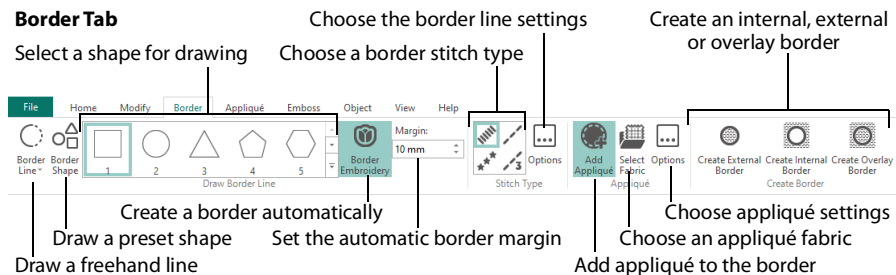 Border Tab
Choose the border line settings
Create an internal, external
or overlay border
Select a shape for drawing
Choose a border stitch type
File Home Modify Border Appliqué Emboss Object View Help
Margin:
10 mm
Border Line
Border Shape
1 2 3 4 5
Border Embroidery
3
Options
Add Appliqué
Select Fabric
Options
Create External Border
Create Internal Border
Create Overlay Border
Draw Border Line
Stitch Type
Appliqué
Create Border
Create a border automatically
Choose appliqué settings
Draw a preset shape
Set the automatic border margin
Choose an appliqué fabric
Draw a freehand line
Add appliqué to the border